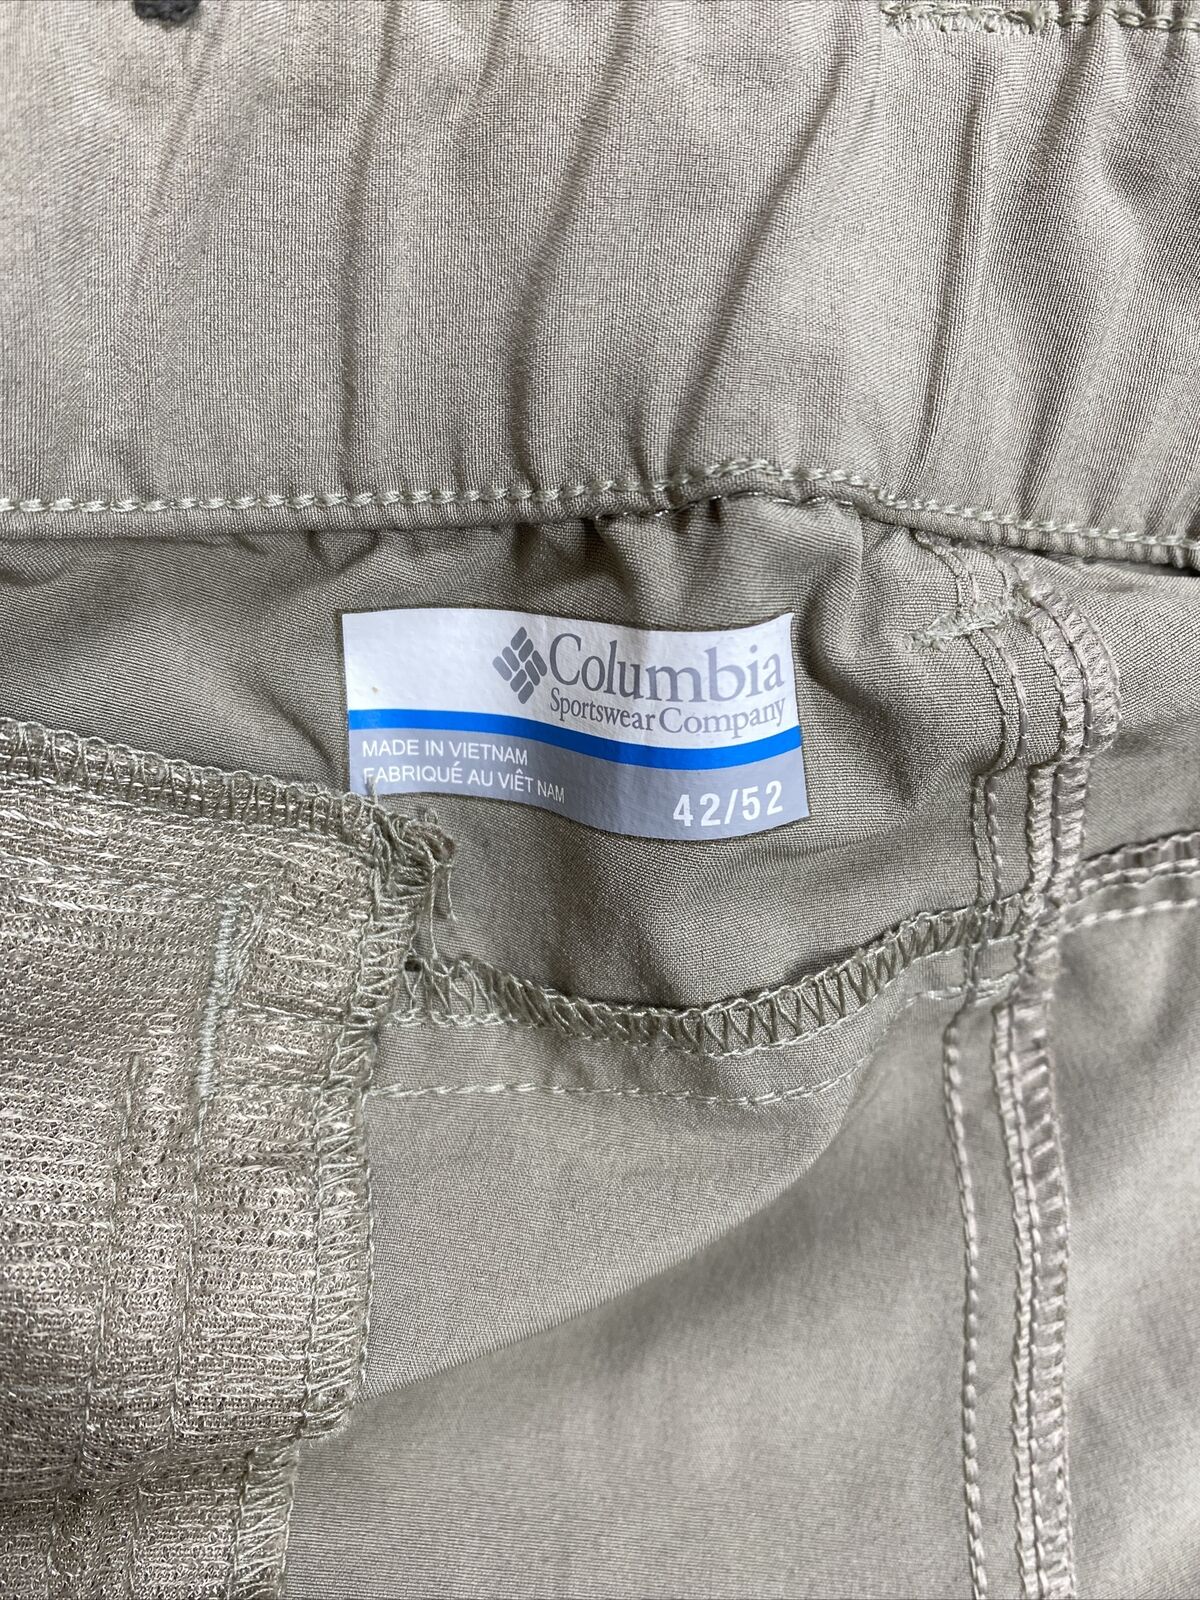 Columbia
Sportswear Company
MADE IN VIETNAM
FABRIQUÉ AU VIÊT NAM
42/52